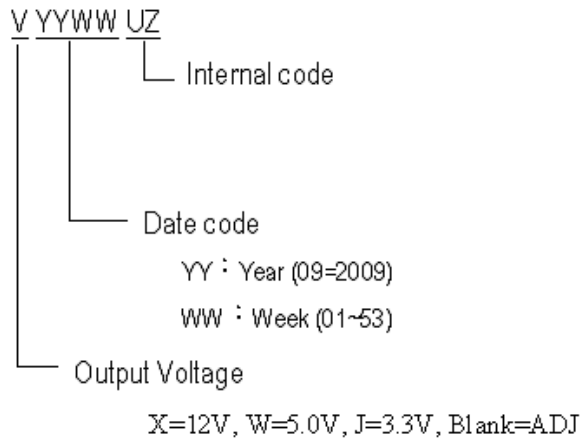 V YYWW UZ
Internal code
Date code
YY : Year (09=2009)
WW : Week (01~53)
Output Voltage
X=12V, W=5.0V, J=3.3V, Blank=ADJ